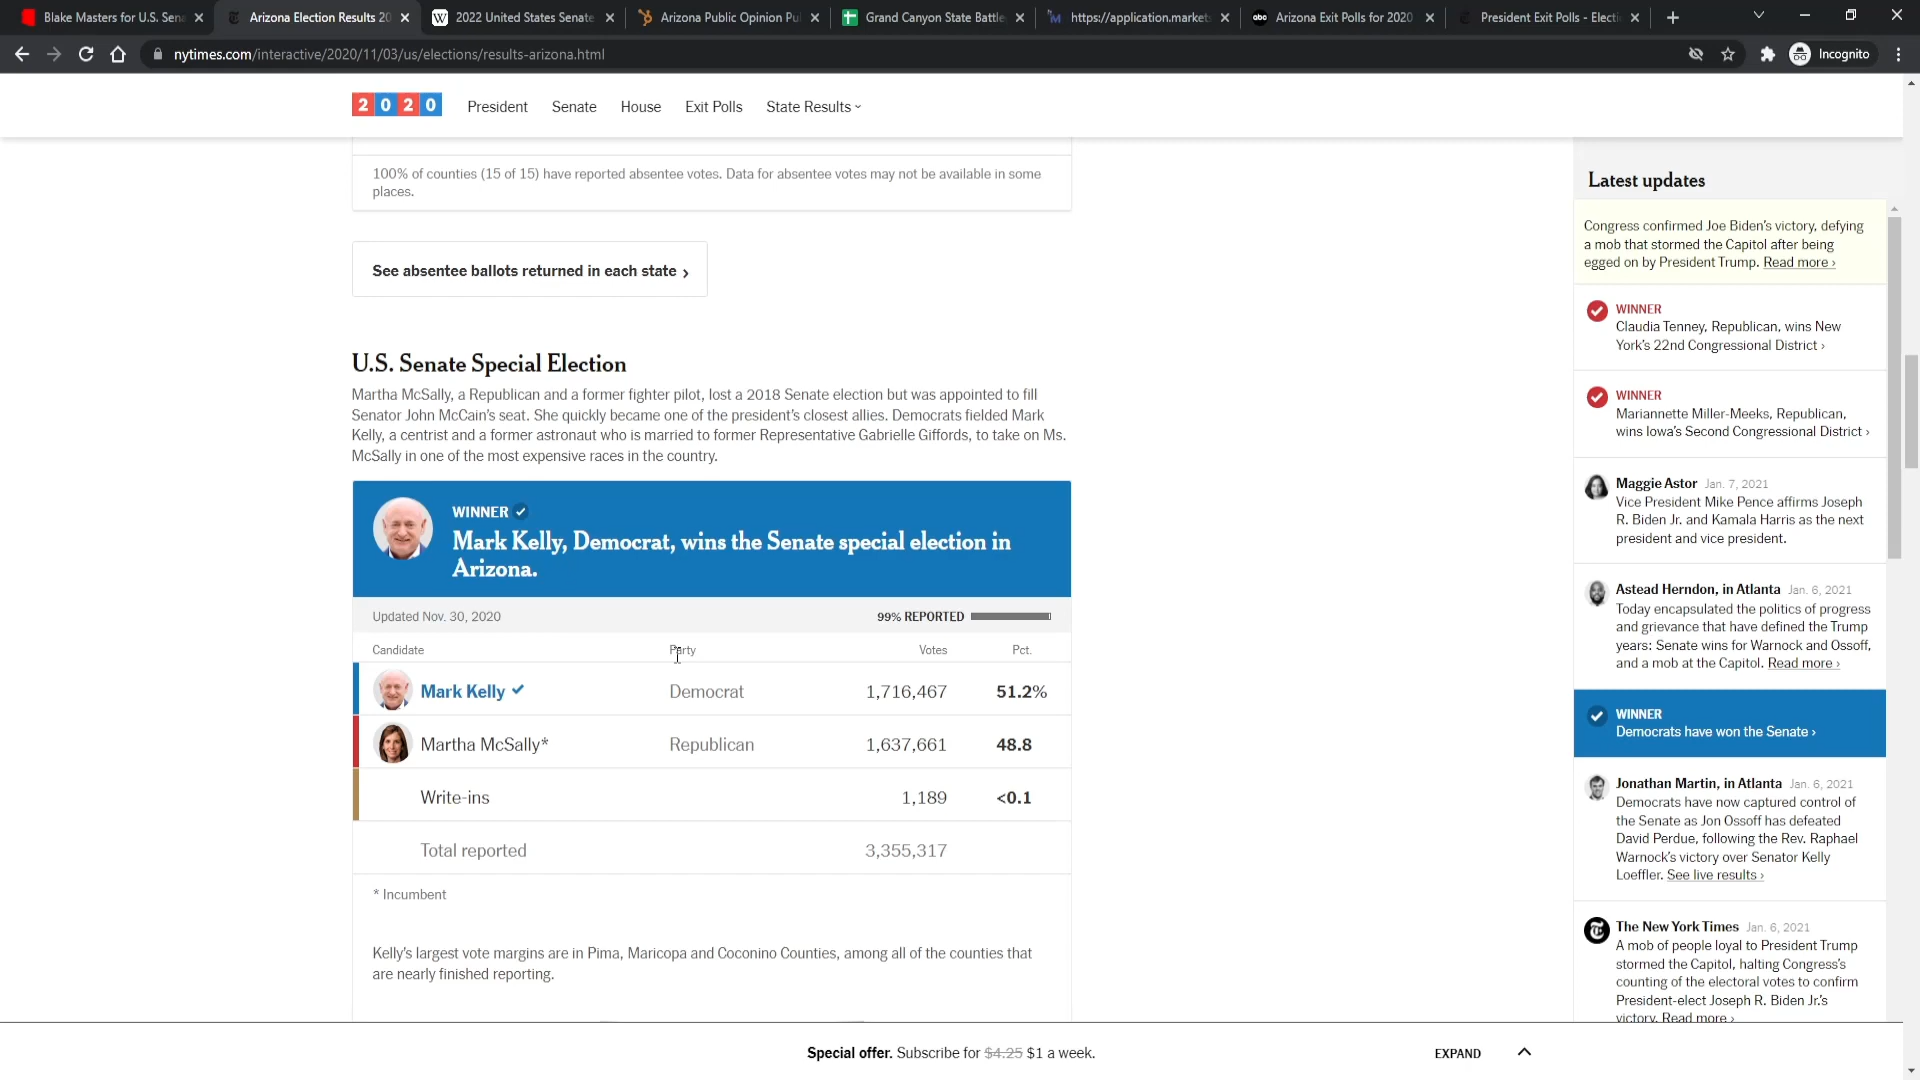 Blake Masters for U.S. Sena
Arizona Election Results 20
2022 United States Senate
Arizona Public Opinion Pu
Grand Canyon State Battle
https://application.markets
Arizona Exit Polls for 2020
President Exit Polls - Electi
nytimes.com/interactive/2020/11/03/us/elections/results-arizona.html
Incognito
2020
President
Senate
House
Exit Polls
State Results
100% of counties (15 of 15) have reported absentee votes. Data for absentee votes may not be available in some
places.
See absentee ballots returned in each state ›
U.S. Senate Special Election
Martha McSally, a Republican and a former fighter pilot, lost a 2018 Senate election but was appointed to fill
Senator John McCain's seat. She quickly became one of the president's closest allies. Democrats fielded Mark
Kelly, a centrist and a former astronaut who is married to former Representative Gabrielle Giffords, to take on Ms.
McSally in one of the most expensive races in the country.
WINNER
Mark Kelly, Democrat, wins the Senate special election in
Arizona.
Updated Nov. 30, 2020
99% REPORTED
Candidate Party Votes Pct.
Mark Kelly Democrat 1,716,467 51.2%
Martha McSally* Republican 1,637,661 48.8
Write-ins 1,189 <0.1
Total reported 3,355,317
* Incumbent
Kelly's largest vote margins are in Pima, Maricopa and Coconino Counties, among all of the counties that
are nearly finished reporting.
Latest updates
Congress confirmed Joe Biden's victory, defying
a mob that stormed the Capitol after being
egged on by President Trump. Read more ›
WINNER
Claudia Tenney, Republican, wins New
York's 22nd Congressional District ›
WINNER
Mariannette Miller-Meeks, Republican,
wins Iowa's Second Congressional District ›
Maggie Astor Jan. 7, 2021
Vice President Mike Pence affirms Joseph
R. Biden Jr. and Kamala Harris as the next
president and vice president.
Astead Herndon, in Atlanta Jan. 6, 2021
Today encapsulated the politics of progress
and grievance that have defined the Trump
years: Senate wins for Warnock and Ossoff,
and a mob at the Capitol. Read more ›
WINNER
Democrats have won the Senate ›
Jonathan Martin, in Atlanta Jan. 6, 2021
Democrats have now captured control of
the Senate as Jon Ossoff has defeated
David Perdue, following the Rev. Raphael
Warnock's victory over Senator Kelly
Loeffler. See live results ›
The New York Times Jan. 6, 2021
A mob of people loyal to President Trump
stormed the Capitol, halting Congress's
counting of the electoral votes to confirm
President-elect Joseph R. Biden Jr.'s
victory. Read more ›
Special offer. Subscribe for $4.25 $1 a week.
EXPAND